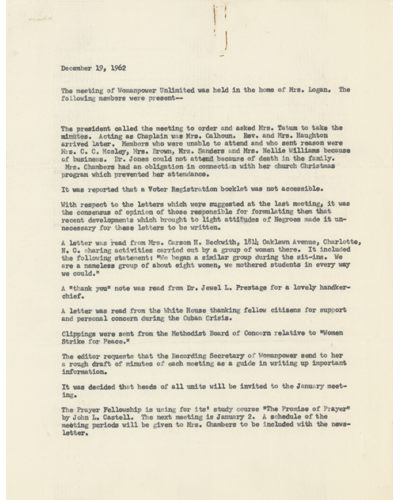 December 19, 1962
The meeting of Womanpower Unlimited was held in the home of Mrs. Logan. The
following members were present--
The president called the meeting to order and asked Mrs. Tatum to take the
minutes. Acting as Chaplain was Mrs. Calhoun. Rev. and Mrs. Haughton
arrived later. Members who were unable to attend and who sent reason were
Mrs. C. C. Mosley, Mrs. Brown, Mrs. Sanders and Mrs. Mellie Williams because
of business. Dr. Jones could not attend because of death in the family.
Mrs. Chambers had an obligation in connection with her church Christmas
program which prevented her attendance.
It was reported that a Voter Registration booklet was not accessible.
With respect to the letters which were suggested at the last meeting, it was
the consensus of opinion of those responsible for formulating them that
recent developments which brought to light attitudes of Negroes made it un-
necessary for these letters to be written.
A letter was read from Mrs. Carson H. Beckwith, 1814 Oaklawn Avenue, Charlotte,
N. C. sharing activities carried out by a group of women there. It included
the following statement: "We began a similar group during the sit-ins. We
are a nameless group of about eight women, we mothered students in every way
we could."
A "thank you" note was read from Dr. Jewel L. Prestage for a lovely handker-
chief.
A letter was read from the White House thanking fellow citizens for support
and personal concern during the Cuban Crisis.
Clippings were sent from the Methodist Board of Concern relative to "Women
Strike for Peace."
The editor requests that the Recording Secretary of Womanpower send to her
a rough draft of minutes of each meeting as a guide in writing up important
information.
It was decided that heads of all units will be invited to the January meet-
ing.
The Prayer Fellowship is using for its' study course "The Promise of Prayer"
by John L. Castell. The next meeting is January 2. A schedule of the
meeting periods will be given to Mrs. Chambers to be included with the news-
letter.